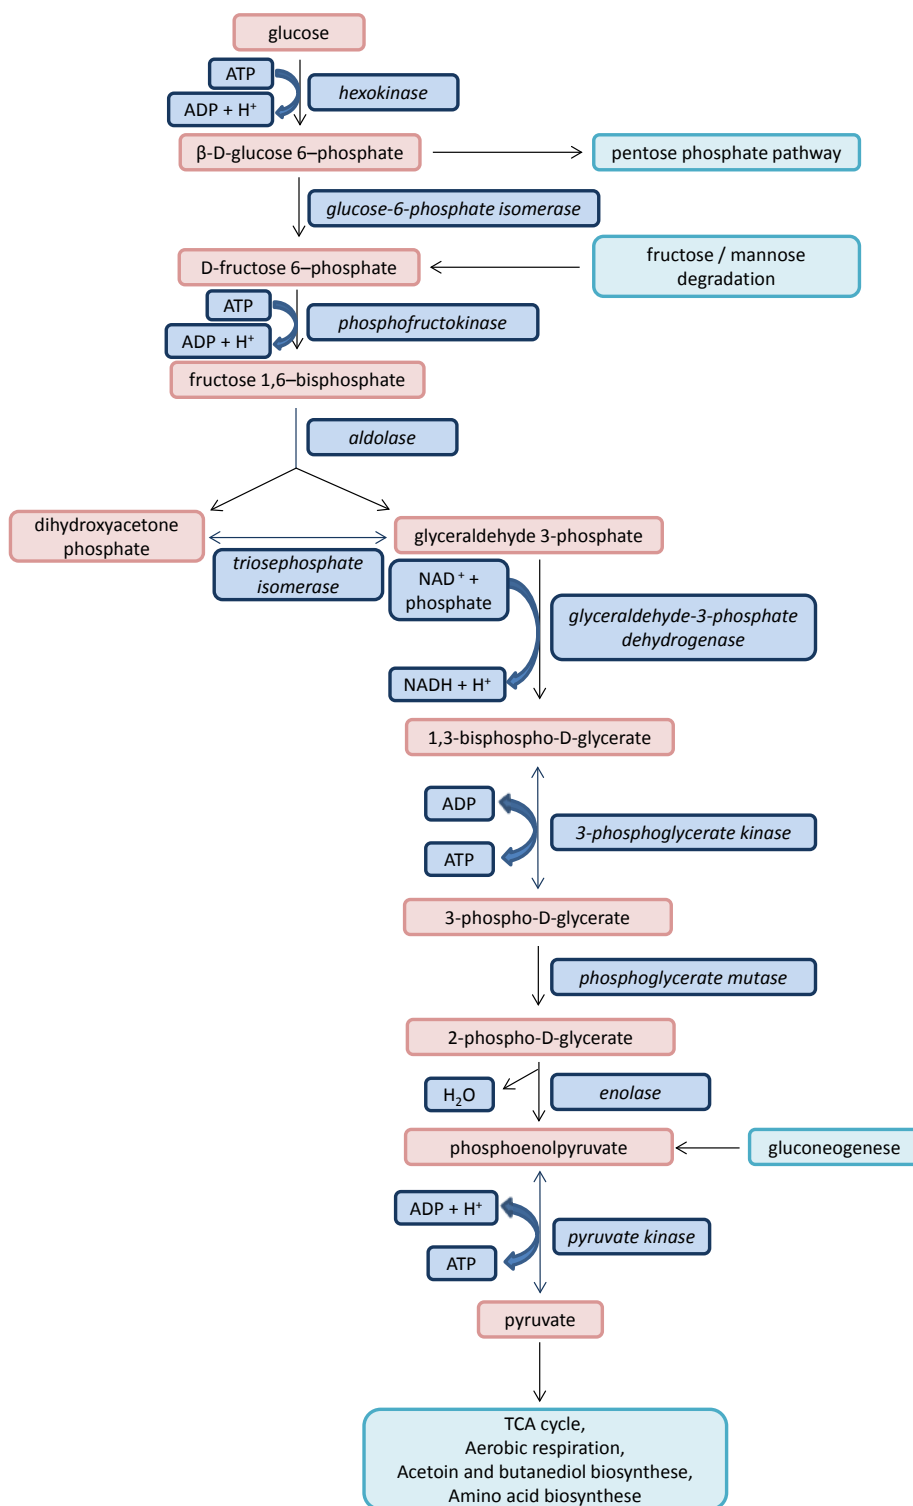 glucose
ATP
ADP + H⁺
hexokinase
β-D-glucose 6–phosphate
pentose phosphate pathway
glucose-6-phosphate isomerase
D-fructose 6–phosphate
fructose / mannose
degradation
ATP
ADP + H⁺
phosphofructokinase
fructose 1,6–bisphosphate
aldolase
dihydroxyacetone
phosphate
glyceraldehyde 3-phosphate
triosephosphate
isomerase
NAD⁺ +
phosphate
glyceraldehyde-3-phosphate
dehydrogenase
NADH + H⁺
1,3-bisphospho-D-glycerate
ADP
ATP
3-phosphoglycerate kinase
3-phospho-D-glycerate
phosphoglycerate mutase
2-phospho-D-glycerate
H₂O
enolase
phosphoenolpyruvate
gluconeogenese
ADP + H⁺
ATP
pyruvate kinase
pyruvate
TCA cycle,
Aerobic respiration,
Acetoin and butanediol biosynthese,
Amino acid biosynthese